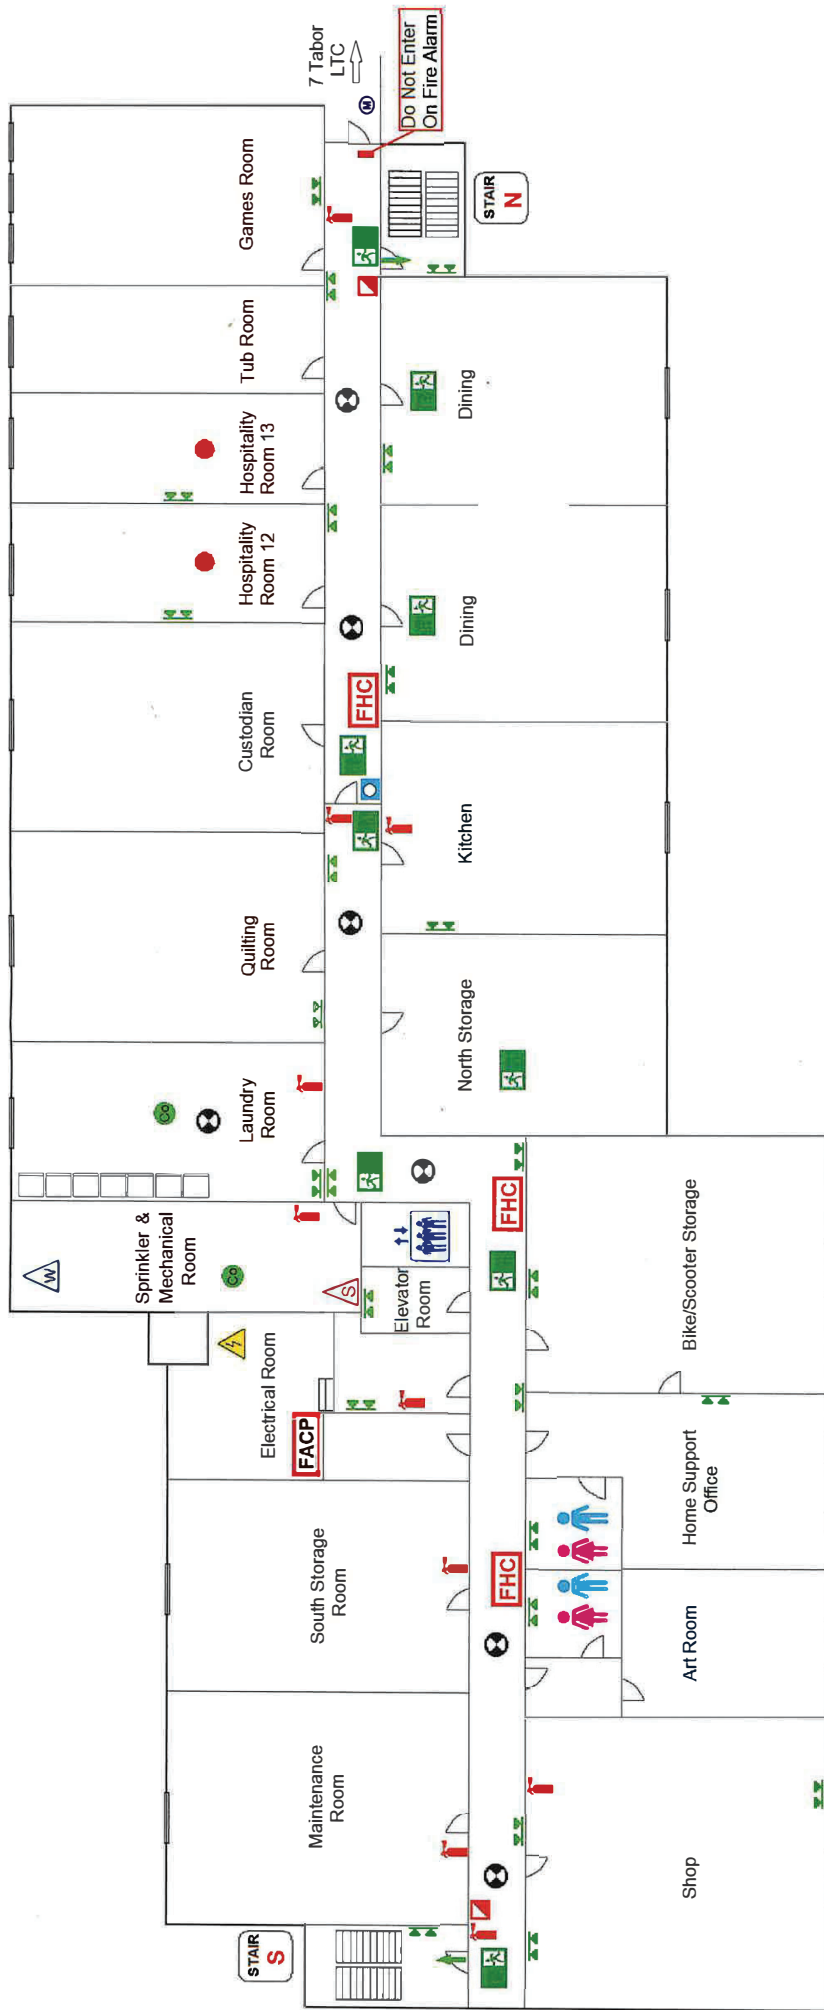 7 Tabor
LTC
M
Do Not Enter
On Fire Alarm
Games Room
STAIR
N
Tub Room
Dining
Hospitality
Room 13
Hospitality
Room 12
Dining
FHC
Custodian
Room
Kitchen
Quilting
Room
North Storage
Co
Laundry
Room
FHC
W
Sprinkler &
Mechanical
Room
Co
S
Elevator
Room
Bike/Scooter Storage
Electrical Room
FACP
Home Support
Office
South Storage
Room
FHC
Art Room
Maintenance
Room
Shop
STAIR
S